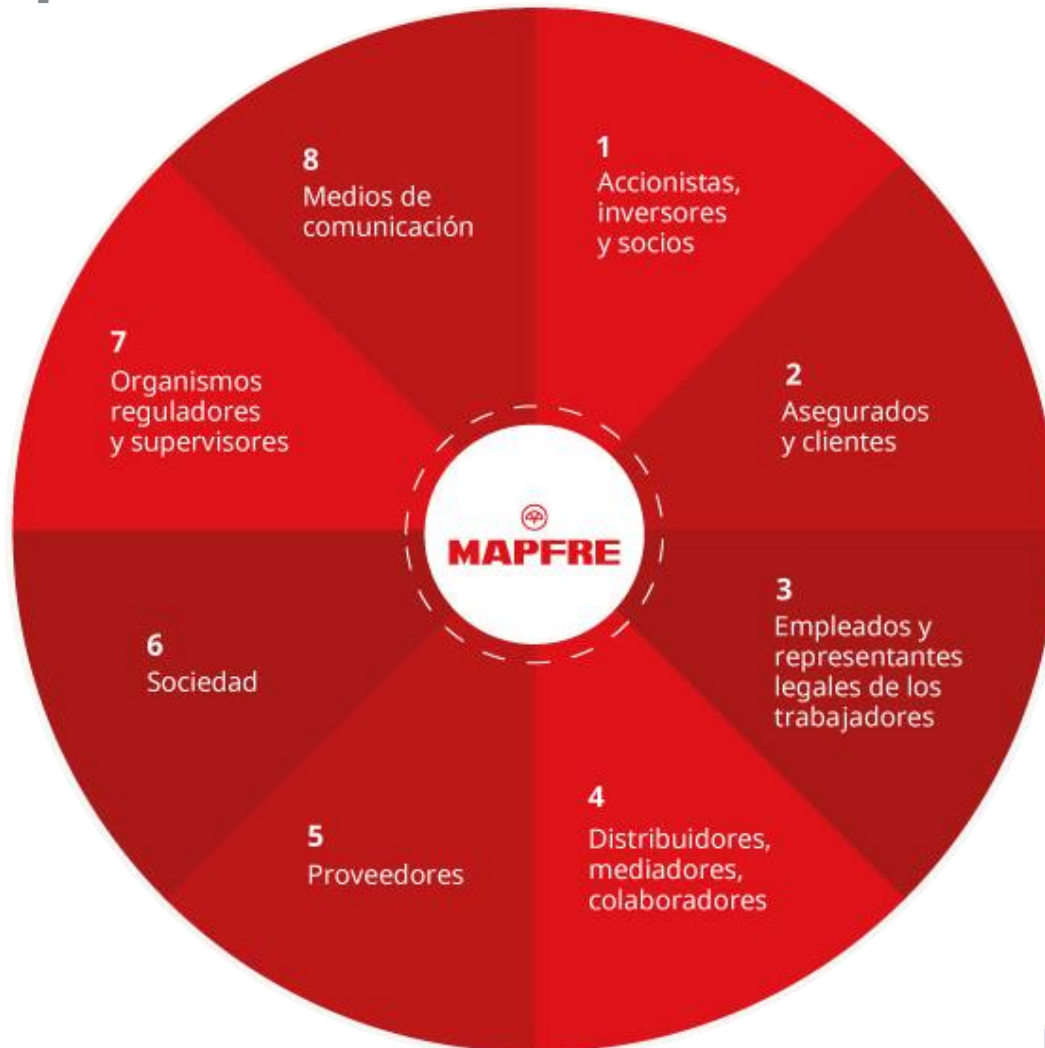 1
Accionistas,
inversores
y socios
2
Asegurados
y clientes
3
Empleados y
representantes
legales de los
trabajadores
4
Distribuidores,
mediadores,
colaboradores
5
Proveedores
6
Sociedad
7
Organismos
reguladores
y supervisores
8
Medios de
comunicación
MAPFRE